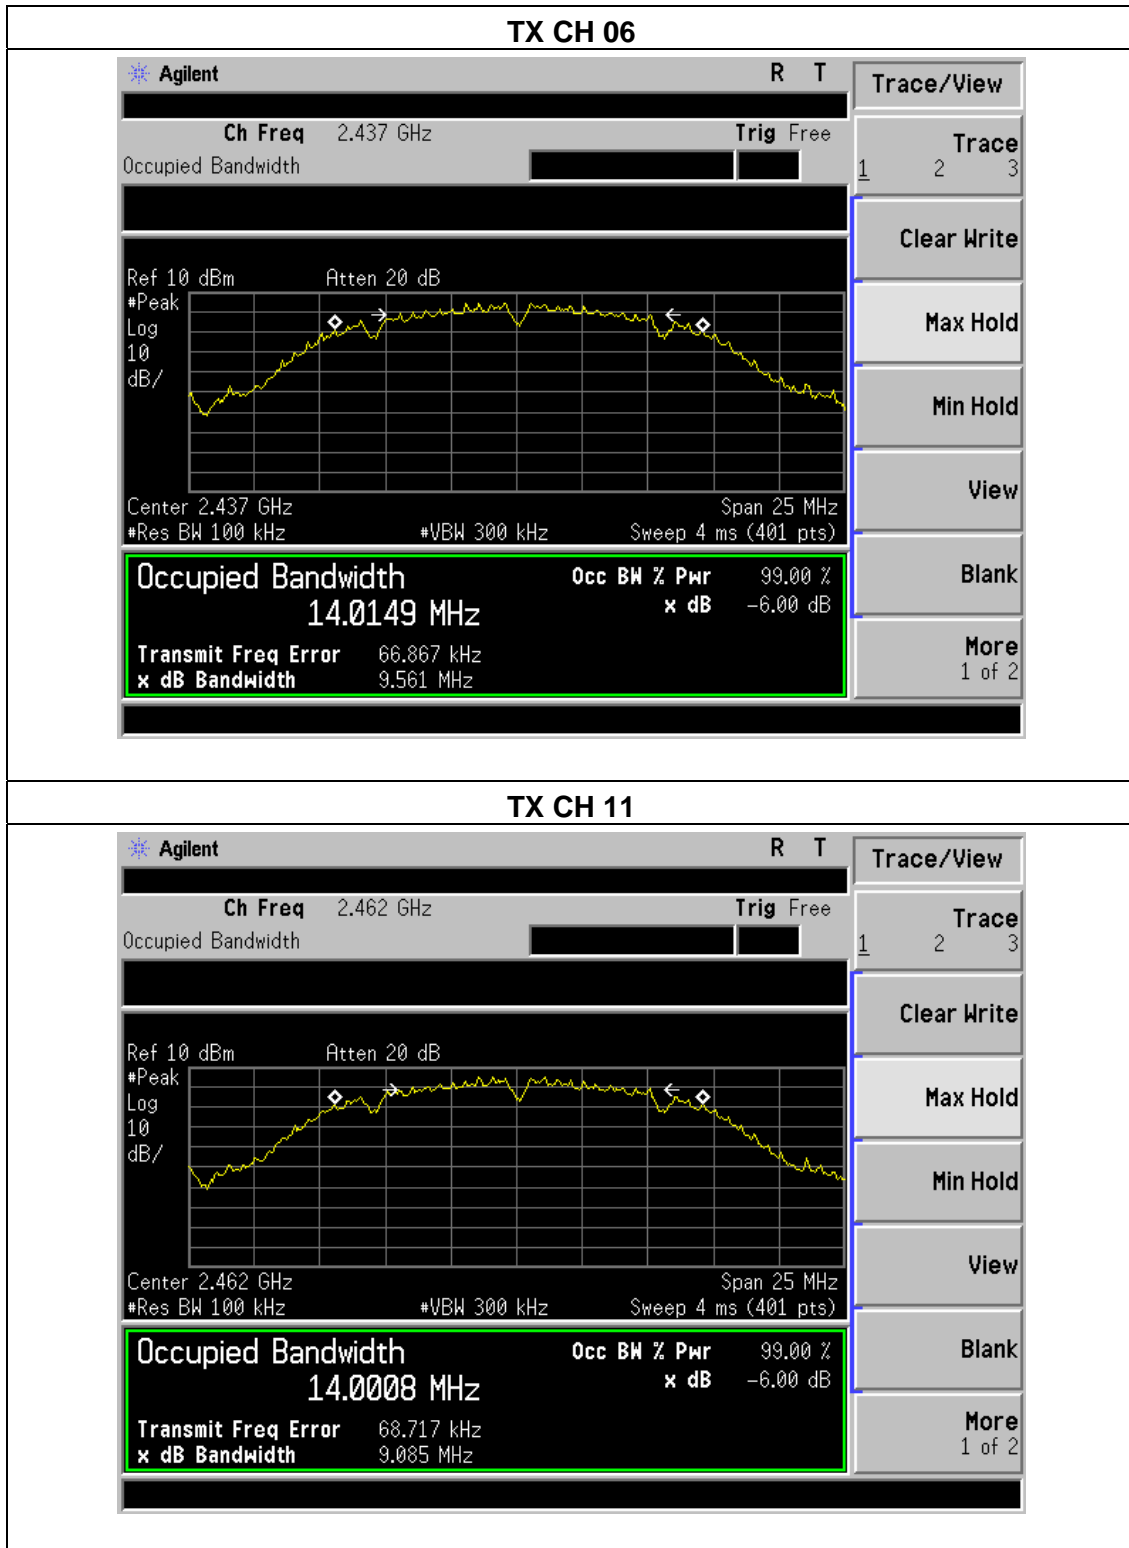 TX CH 06
Agilent R T
Trace/View
Ch Freq 2.437 GHz Trig Free
Occupied Bandwidth
Trace
1 2 3
Clear Write
Ref 10 dBm Atten 20 dB
#Peak
Log
10
dB/
Max Hold
Min Hold
View
Center 2.437 GHz Span 25 MHz
#Res BW 100 kHz #VBW 300 kHz Sweep 4 ms (401 pts)
Occupied Bandwidth Occ BW % Pwr 99.00 %
14.0149 MHz x dB -6.00 dB
Blank
Transmit Freq Error 66.867 kHz
x dB Bandwidth 9.561 MHz
More
1 of 2
TX CH 11
Agilent R T
Trace/View
Ch Freq 2.462 GHz Trig Free
Occupied Bandwidth
Trace
1 2 3
Clear Write
Ref 10 dBm Atten 20 dB
#Peak
Log
10
dB/
Max Hold
Min Hold
View
Center 2.462 GHz Span 25 MHz
#Res BW 100 kHz #VBW 300 kHz Sweep 4 ms (401 pts)
Occupied Bandwidth Occ BW % Pwr 99.00 %
14.0008 MHz x dB -6.00 dB
Blank
Transmit Freq Error 68.717 kHz
x dB Bandwidth 9.085 MHz
More
1 of 2